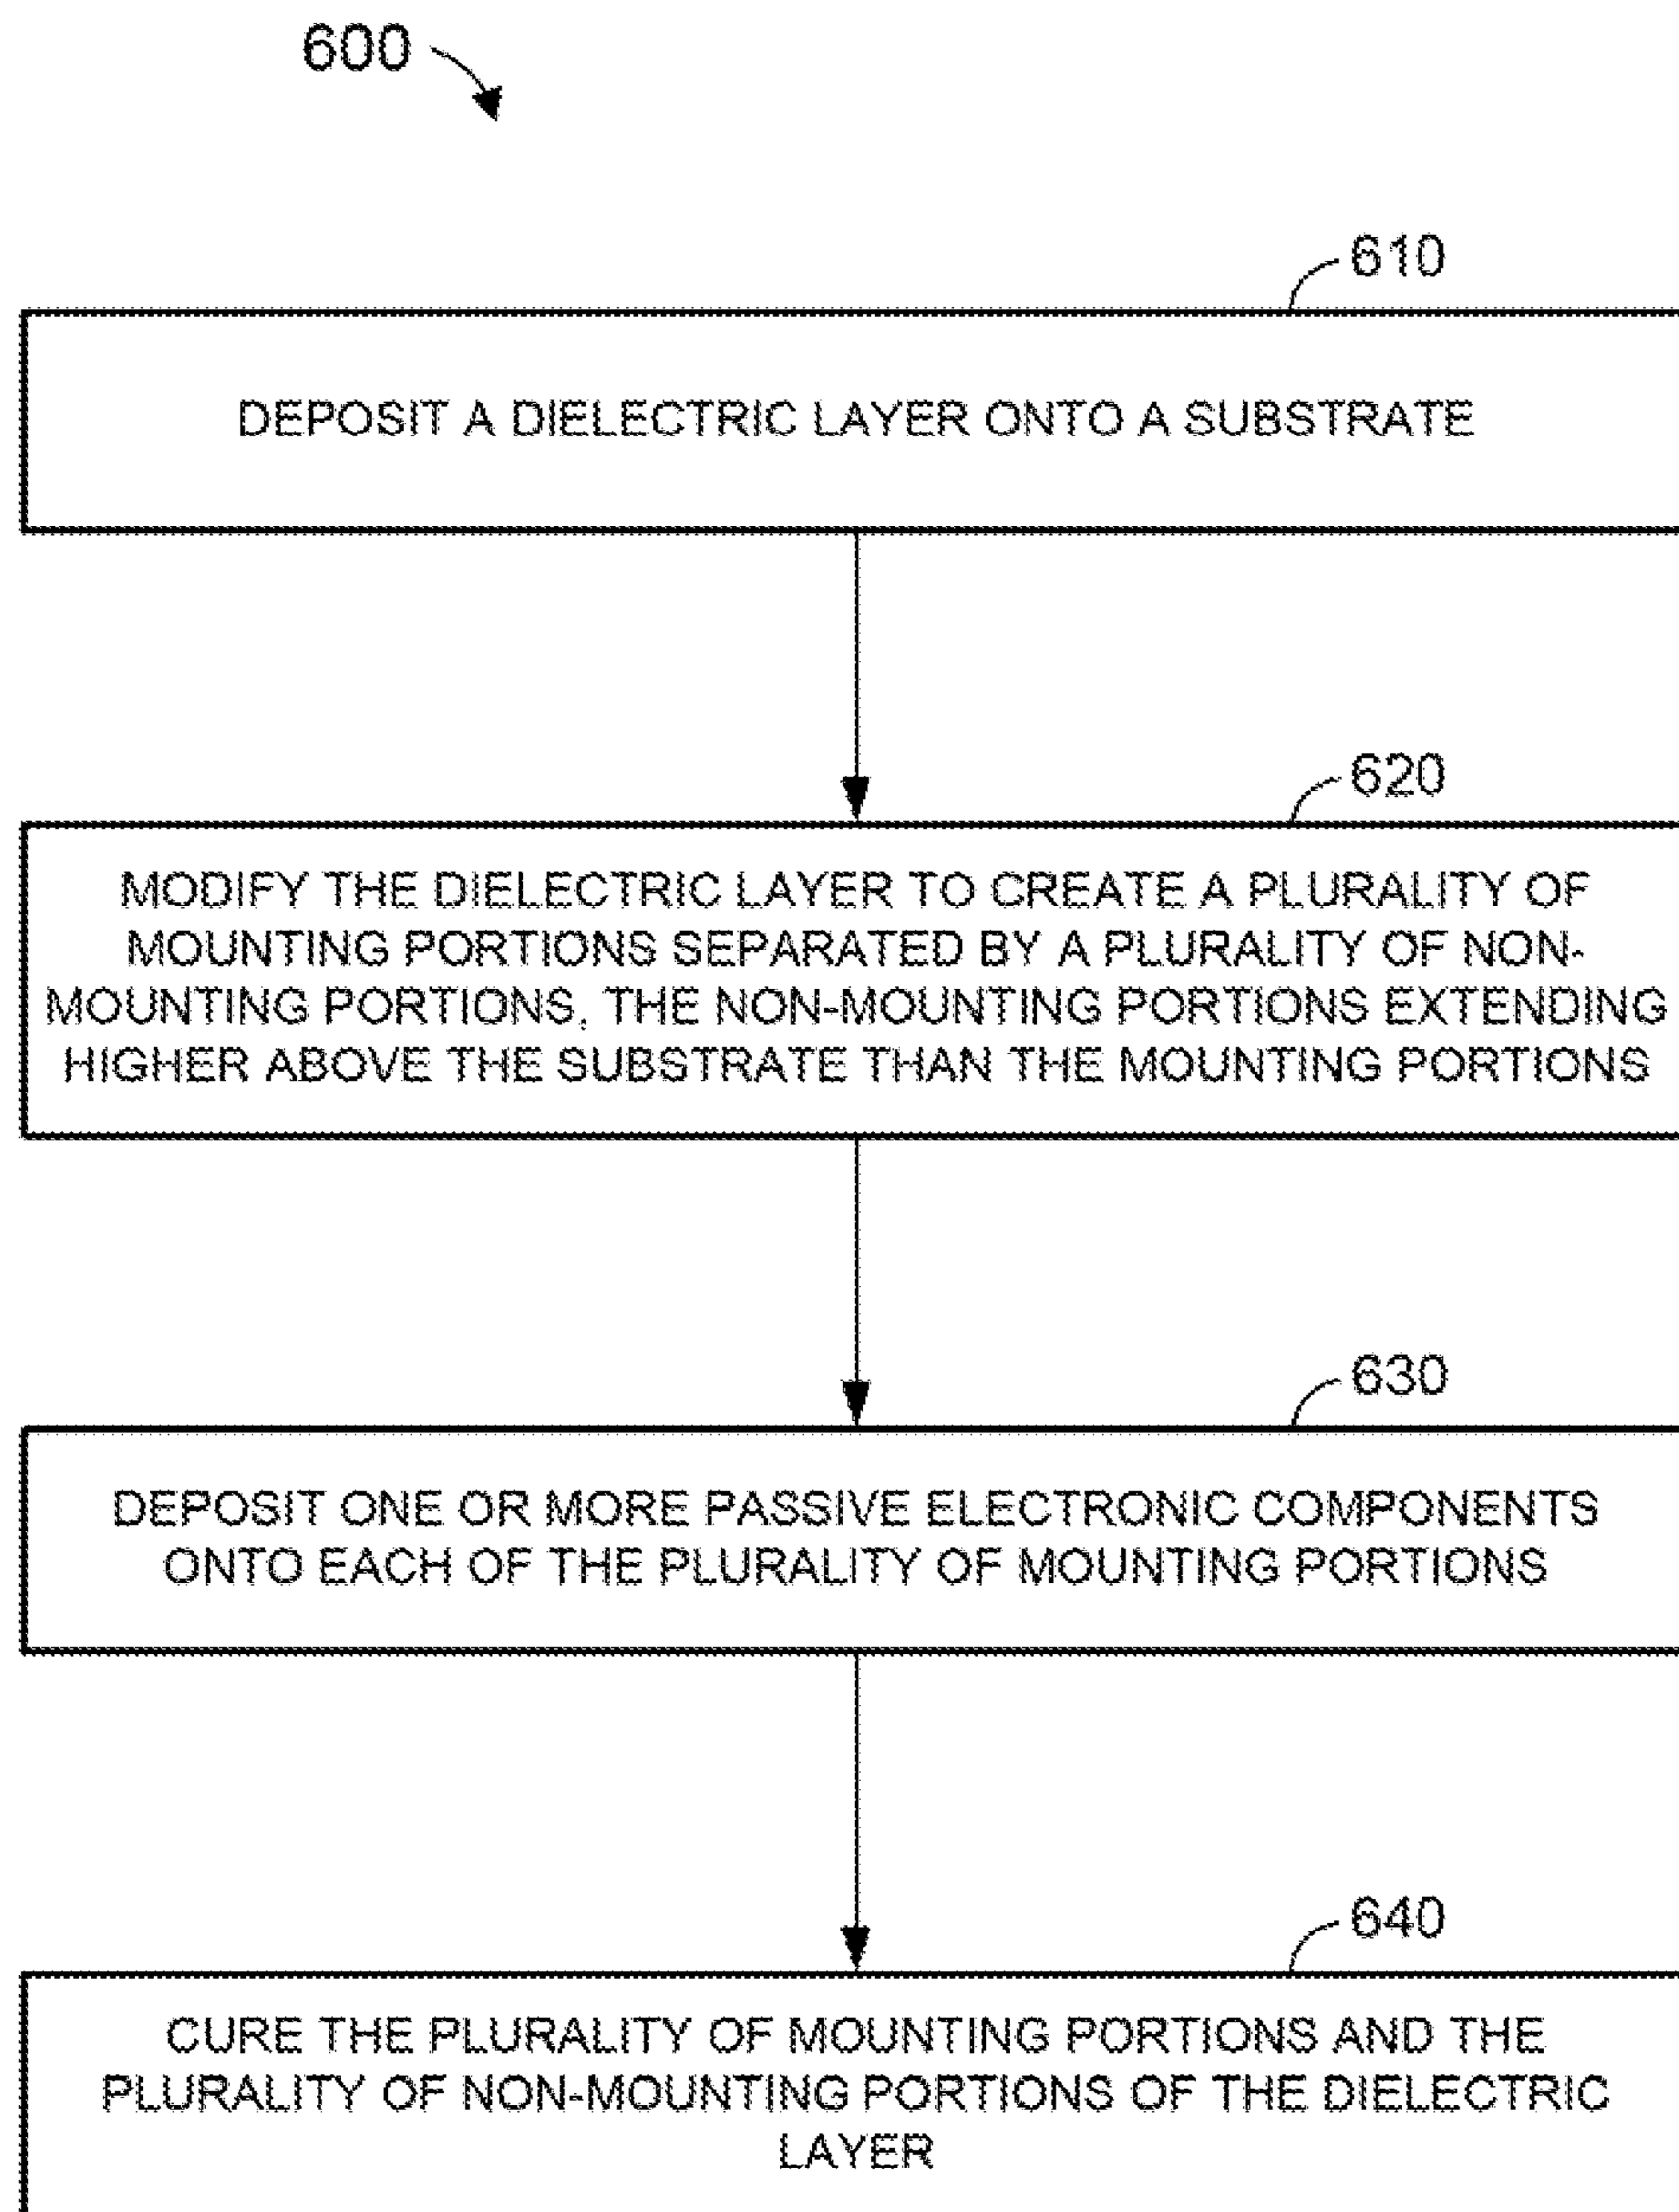 600
610
DEPOSIT A DIELECTRIC LAYER ONTO A SUBSTRATE
620
MODIFY THE DIELECTRIC LAYER TO CREATE A PLURALITY OF
MOUNTING PORTIONS SEPARATED BY A PLURALITY OF NON-
MOUNTING PORTIONS, THE NON-MOUNTING PORTIONS EXTENDING
HIGHER ABOVE THE SUBSTRATE THAN THE MOUNTING PORTIONS
630
DEPOSIT ONE OR MORE PASSIVE ELECTRONIC COMPONENTS
ONTO EACH OF THE PLURALITY OF MOUNTING PORTIONS
640
CURE THE PLURALITY OF MOUNTING PORTIONS AND THE
PLURALITY OF NON-MOUNTING PORTIONS OF THE DIELECTRIC
LAYER